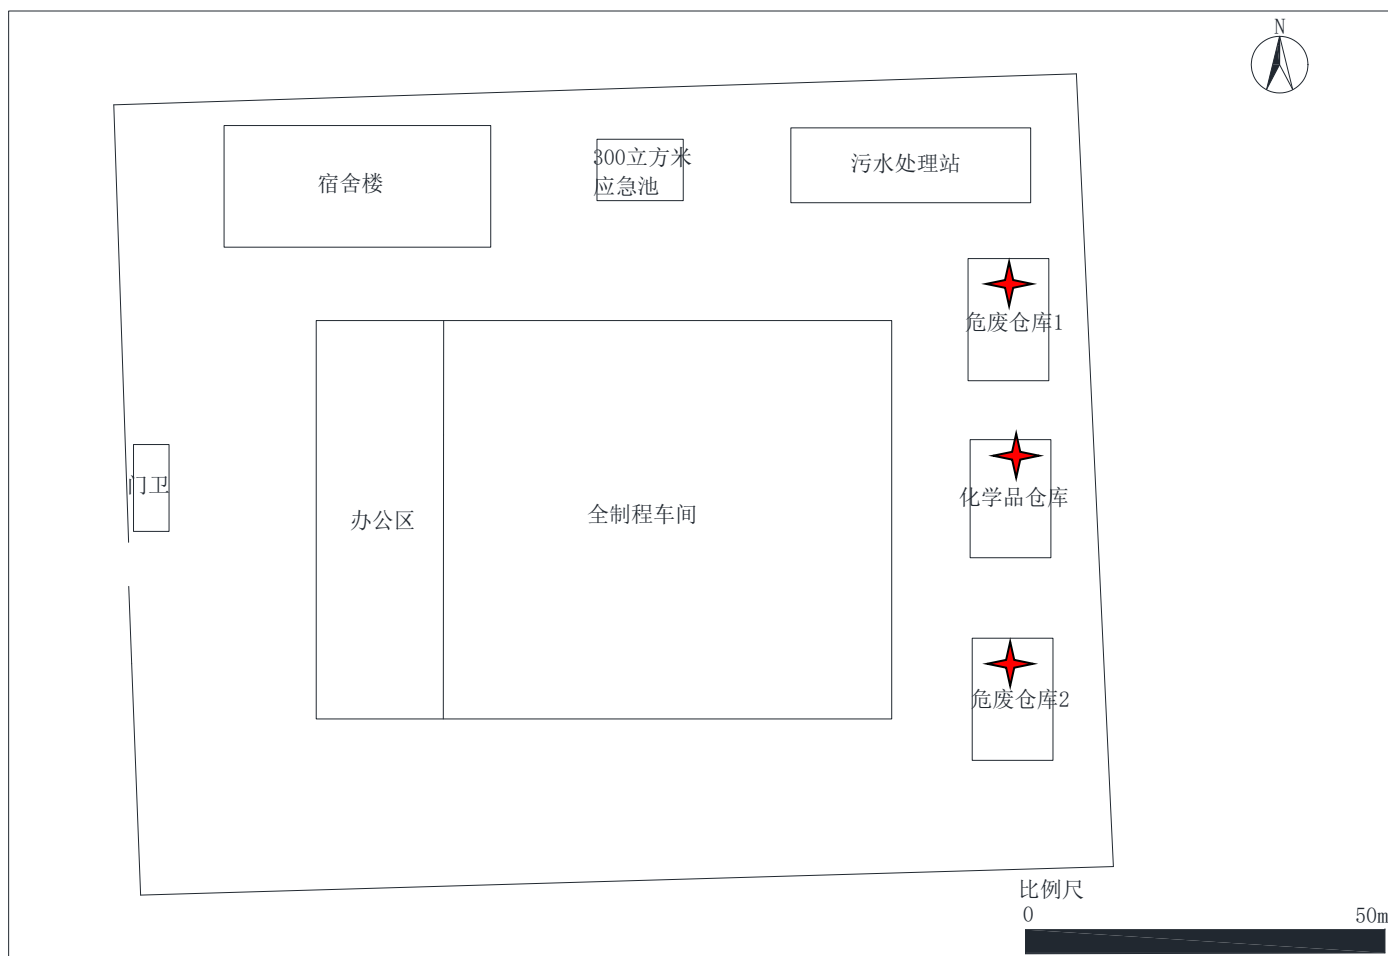 N
300立方米
应急池
污水处理站
宿舍楼
危废仓库1
门卫
化学品仓库
办公区
全制程车间
危废仓库2
比例尺
0
50m